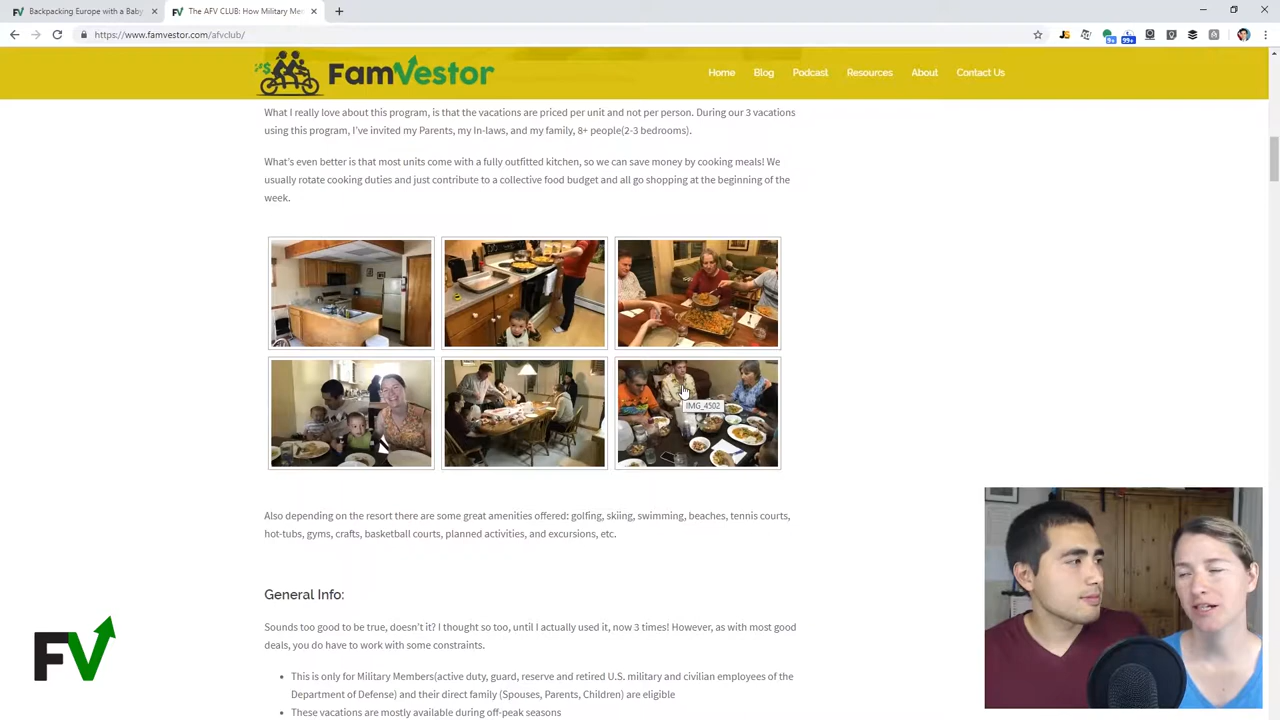 Backpacking Europe with a Baby
The AFV CLUB: How Military Mem
https://www.famvestor.com/afvclub/
9+
99+
$
FamVestor
Home Blog Podcast Resources About Contact Us
What I really love about this program, is that the vacations are priced per unit and not per person. During our 3 vacations
using this program, I've invited my Parents, my In-laws, and my family, 8+ people(2-3 bedrooms).
What's even better is that most units come with a fully outfitted kitchen, so we can save money by cooking meals! We
usually rotate cooking duties and just contribute to a collective food budget and all go shopping at the beginning of the
week.
IMG_4502
Also depending on the resort there are some great amenities offered: golfing, skiing, swimming, beaches, tennis courts,
hot-tubs, gyms, crafts, basketball courts, planned activities, and excursions, etc.
General Info:
Sounds too good to be true, doesn't it? I thought so too, until I actually used it, now 3 times! However, as with most good
deals, you do have to work with some constraints.
• This is only for Military Members(active duty, guard, reserve and retired U.S. military and civilian employees of the
Department of Defense) and their direct family (Spouses, Parents, Children) are eligible
• These vacations are mostly available during off-peak seasons
FV